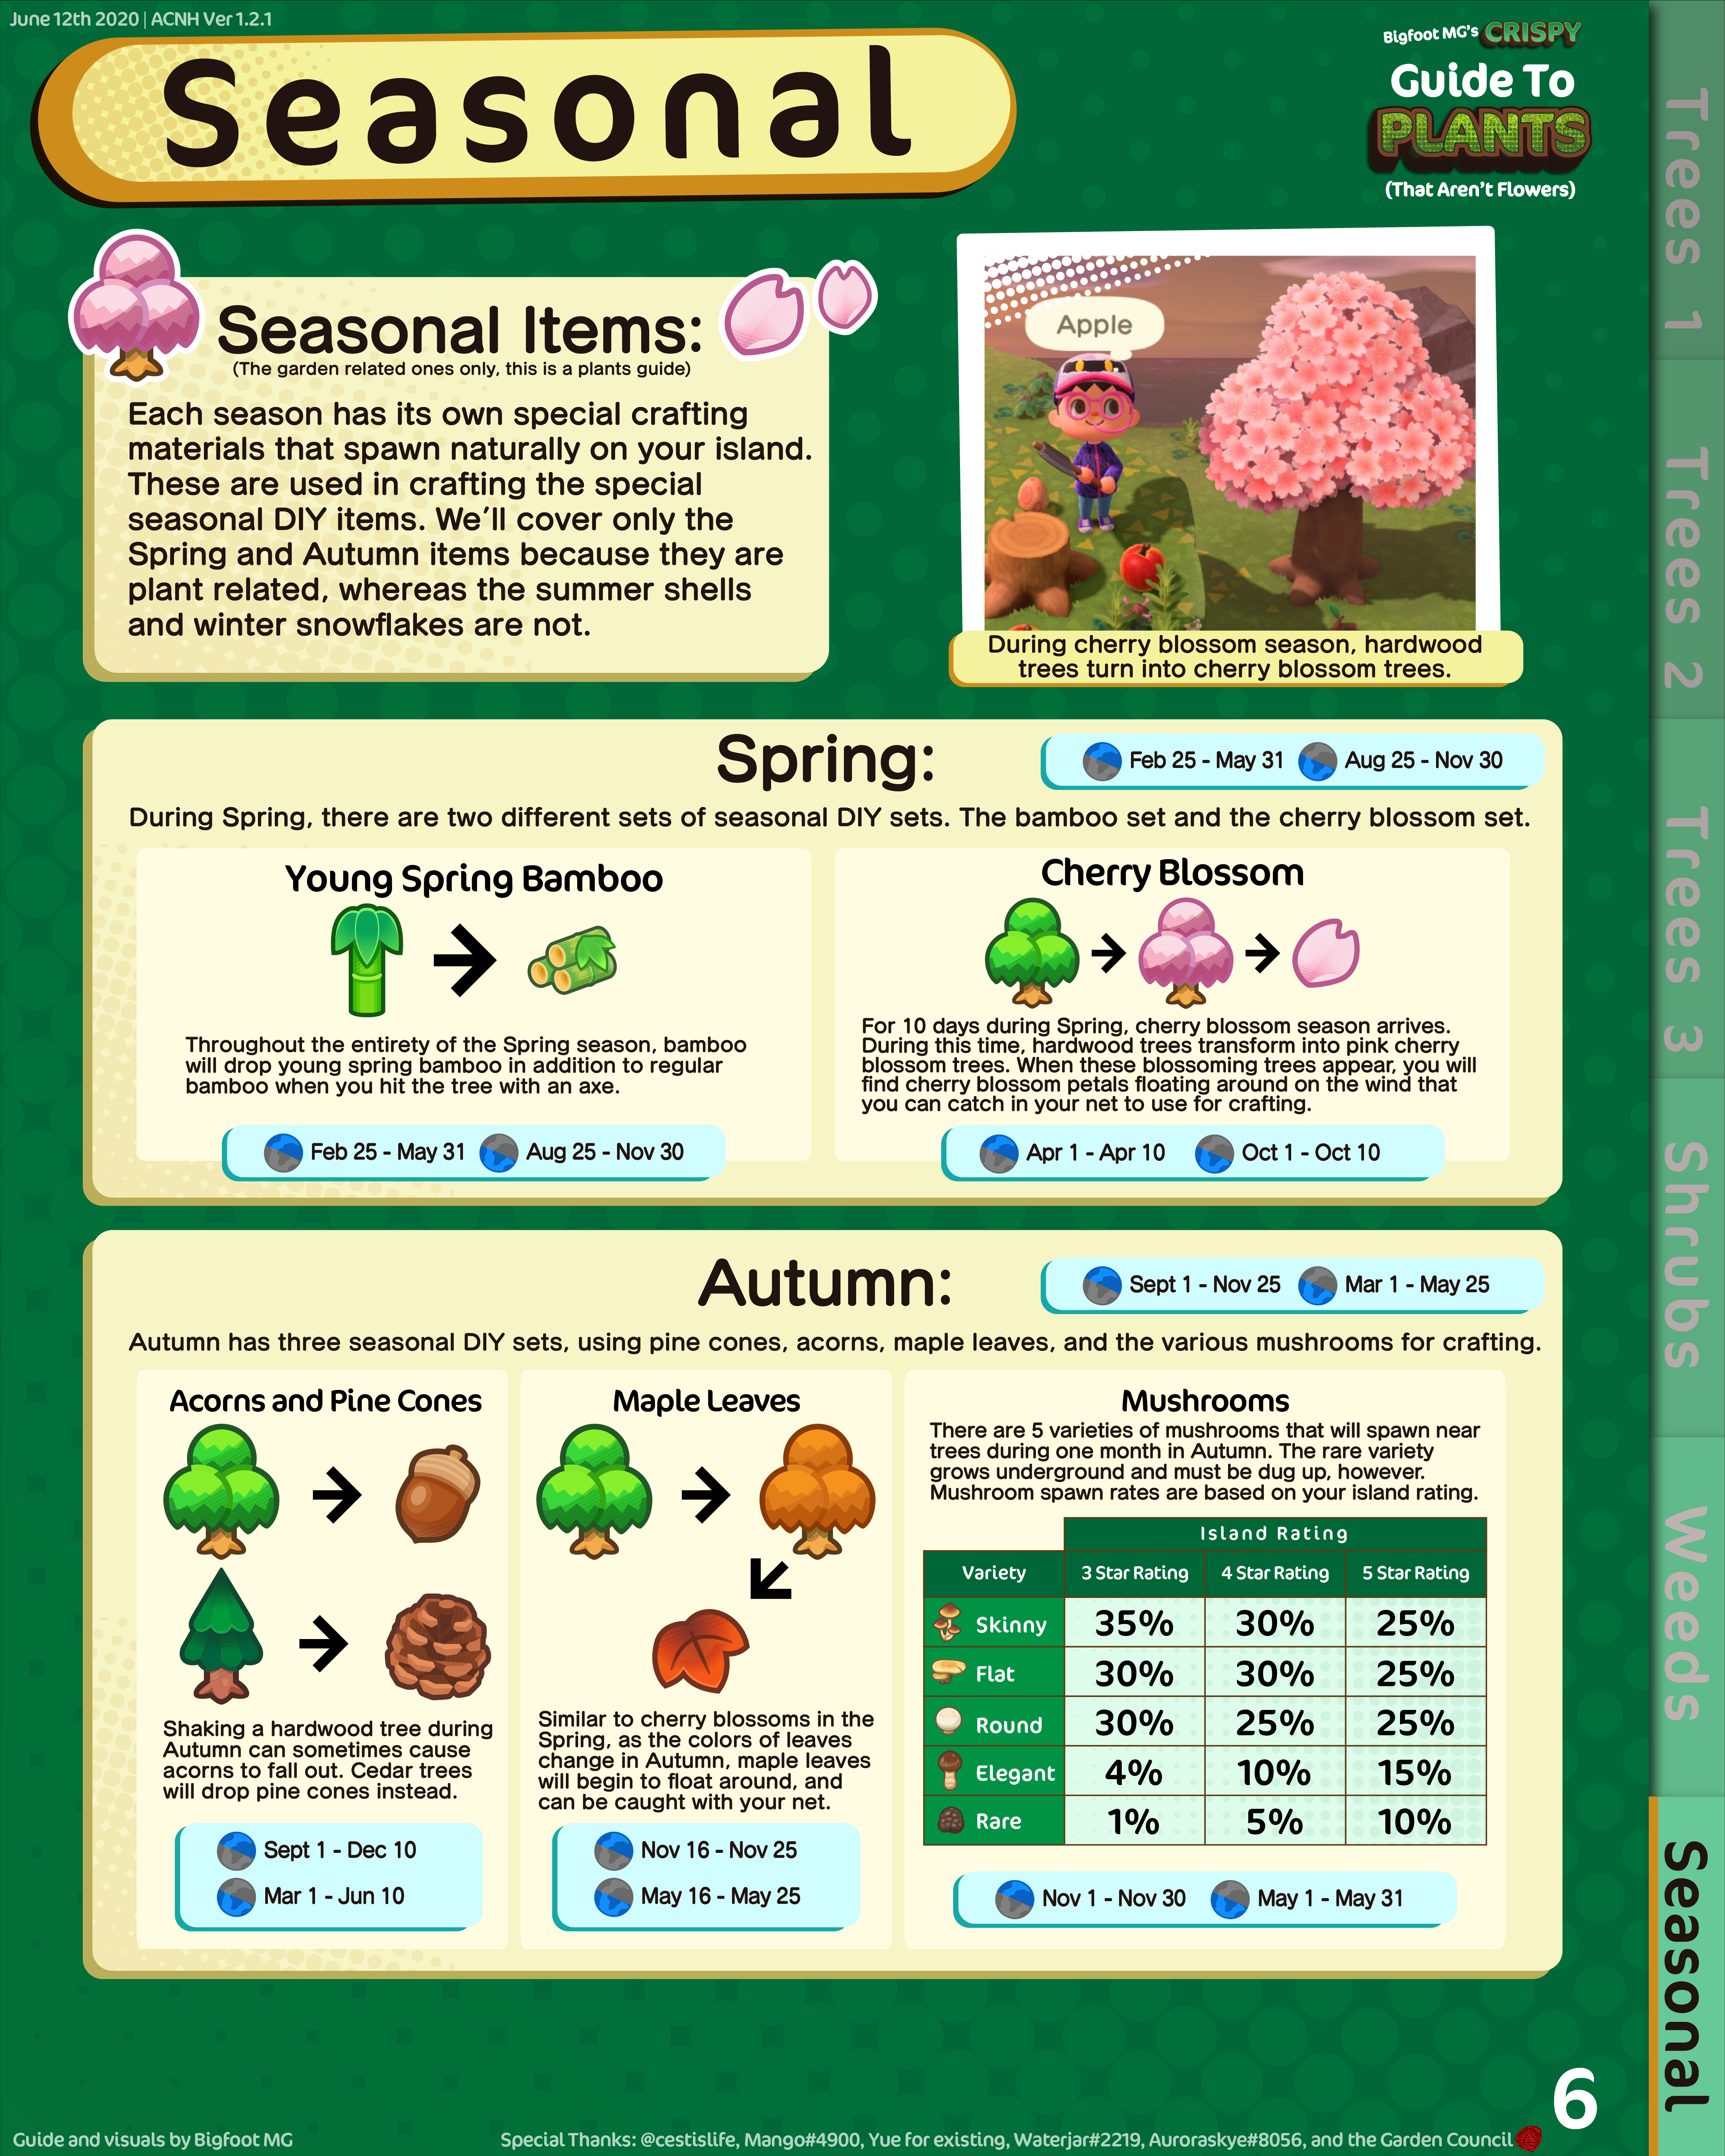 June 12th 2020 | ACNH Ver 1.2.1
Seasonal
Bigfoot MG's CRISPY
Guide To
PLANTS
(That Aren't Flowers)
Seasonal Items:
(The garden related ones only, this is a plants guide)
Each season has its own special crafting
materials that spawn naturally on your island.
These are used in crafting the special
seasonal DIY items. We'll cover only the
Spring and Autumn items because they are
plant related, whereas the summer shells
and winter snowflakes are not.
Apple
During cherry blossom season, hardwood
trees turn into cherry blossom trees.
Spring:
Feb 25 - May 31 Aug 25 - Nov 30
During Spring, there are two different sets of seasonal DIY sets. The bamboo set and the cherry blossom set.
Young Spring Bamboo
Throughout the entirety of the Spring season, bamboo
will drop young spring bamboo in addition to regular
bamboo when you hit the tree with an axe.
Feb 25 - May 31 Aug 25 - Nov 30
Cherry Blossom
For 10 days during Spring, cherry blossom season arrives.
During this time, hardwood trees transform into pink cherry
blossom trees. When these blossoming trees appear, you will
find cherry blossom petals floating around on the wind that
you can catch in your net to use for crafting.
Apr 1 - Apr 10 Oct 1 - Oct 10
Autumn:
Sept 1 - Nov 25 Mar 1 - May 25
Autumn has three seasonal DIY sets, using pine cones, acorns, maple leaves, and the various mushrooms for crafting.
Acorns and Pine Cones
Shaking a hardwood tree during
Autumn can sometimes cause
acorns to fall out. Cedar trees
will drop pine cones instead.
Sept 1 - Dec 10
Mar 1 - Jun 10
Maple Leaves
Similar to cherry blossoms in the
Spring, as the colors of leaves
change in Autumn, maple leaves
will begin to float around, and
can be caught with your net.
Nov 16 - Nov 25
May 16 - May 25
Mushrooms
There are 5 varieties of mushrooms that will spawn near
trees during one month in Autumn. The rare variety
grows underground and must be dug up, however.
Mushroom spawn rates are based on your island rating.
Island Rating
Variety 3 Star Rating 4 Star Rating 5 Star Rating
Skinny 35% 30% 25%
Flat 30% 30% 25%
Round 30% 25% 25%
Elegant 4% 10% 15%
Rare 1% 5% 10%
Nov 1 - Nov 30 May 1 - May 31
Trees 1
Trees 2
Trees 3
Shrubs
Weeds
Seasonal
6
Guide and visuals by Bigfoot MG
Special Thanks: @cestislife, Mango#4900, Yue for existing, Waterjar#2219, Auroraskye#8056, and the Garden Council